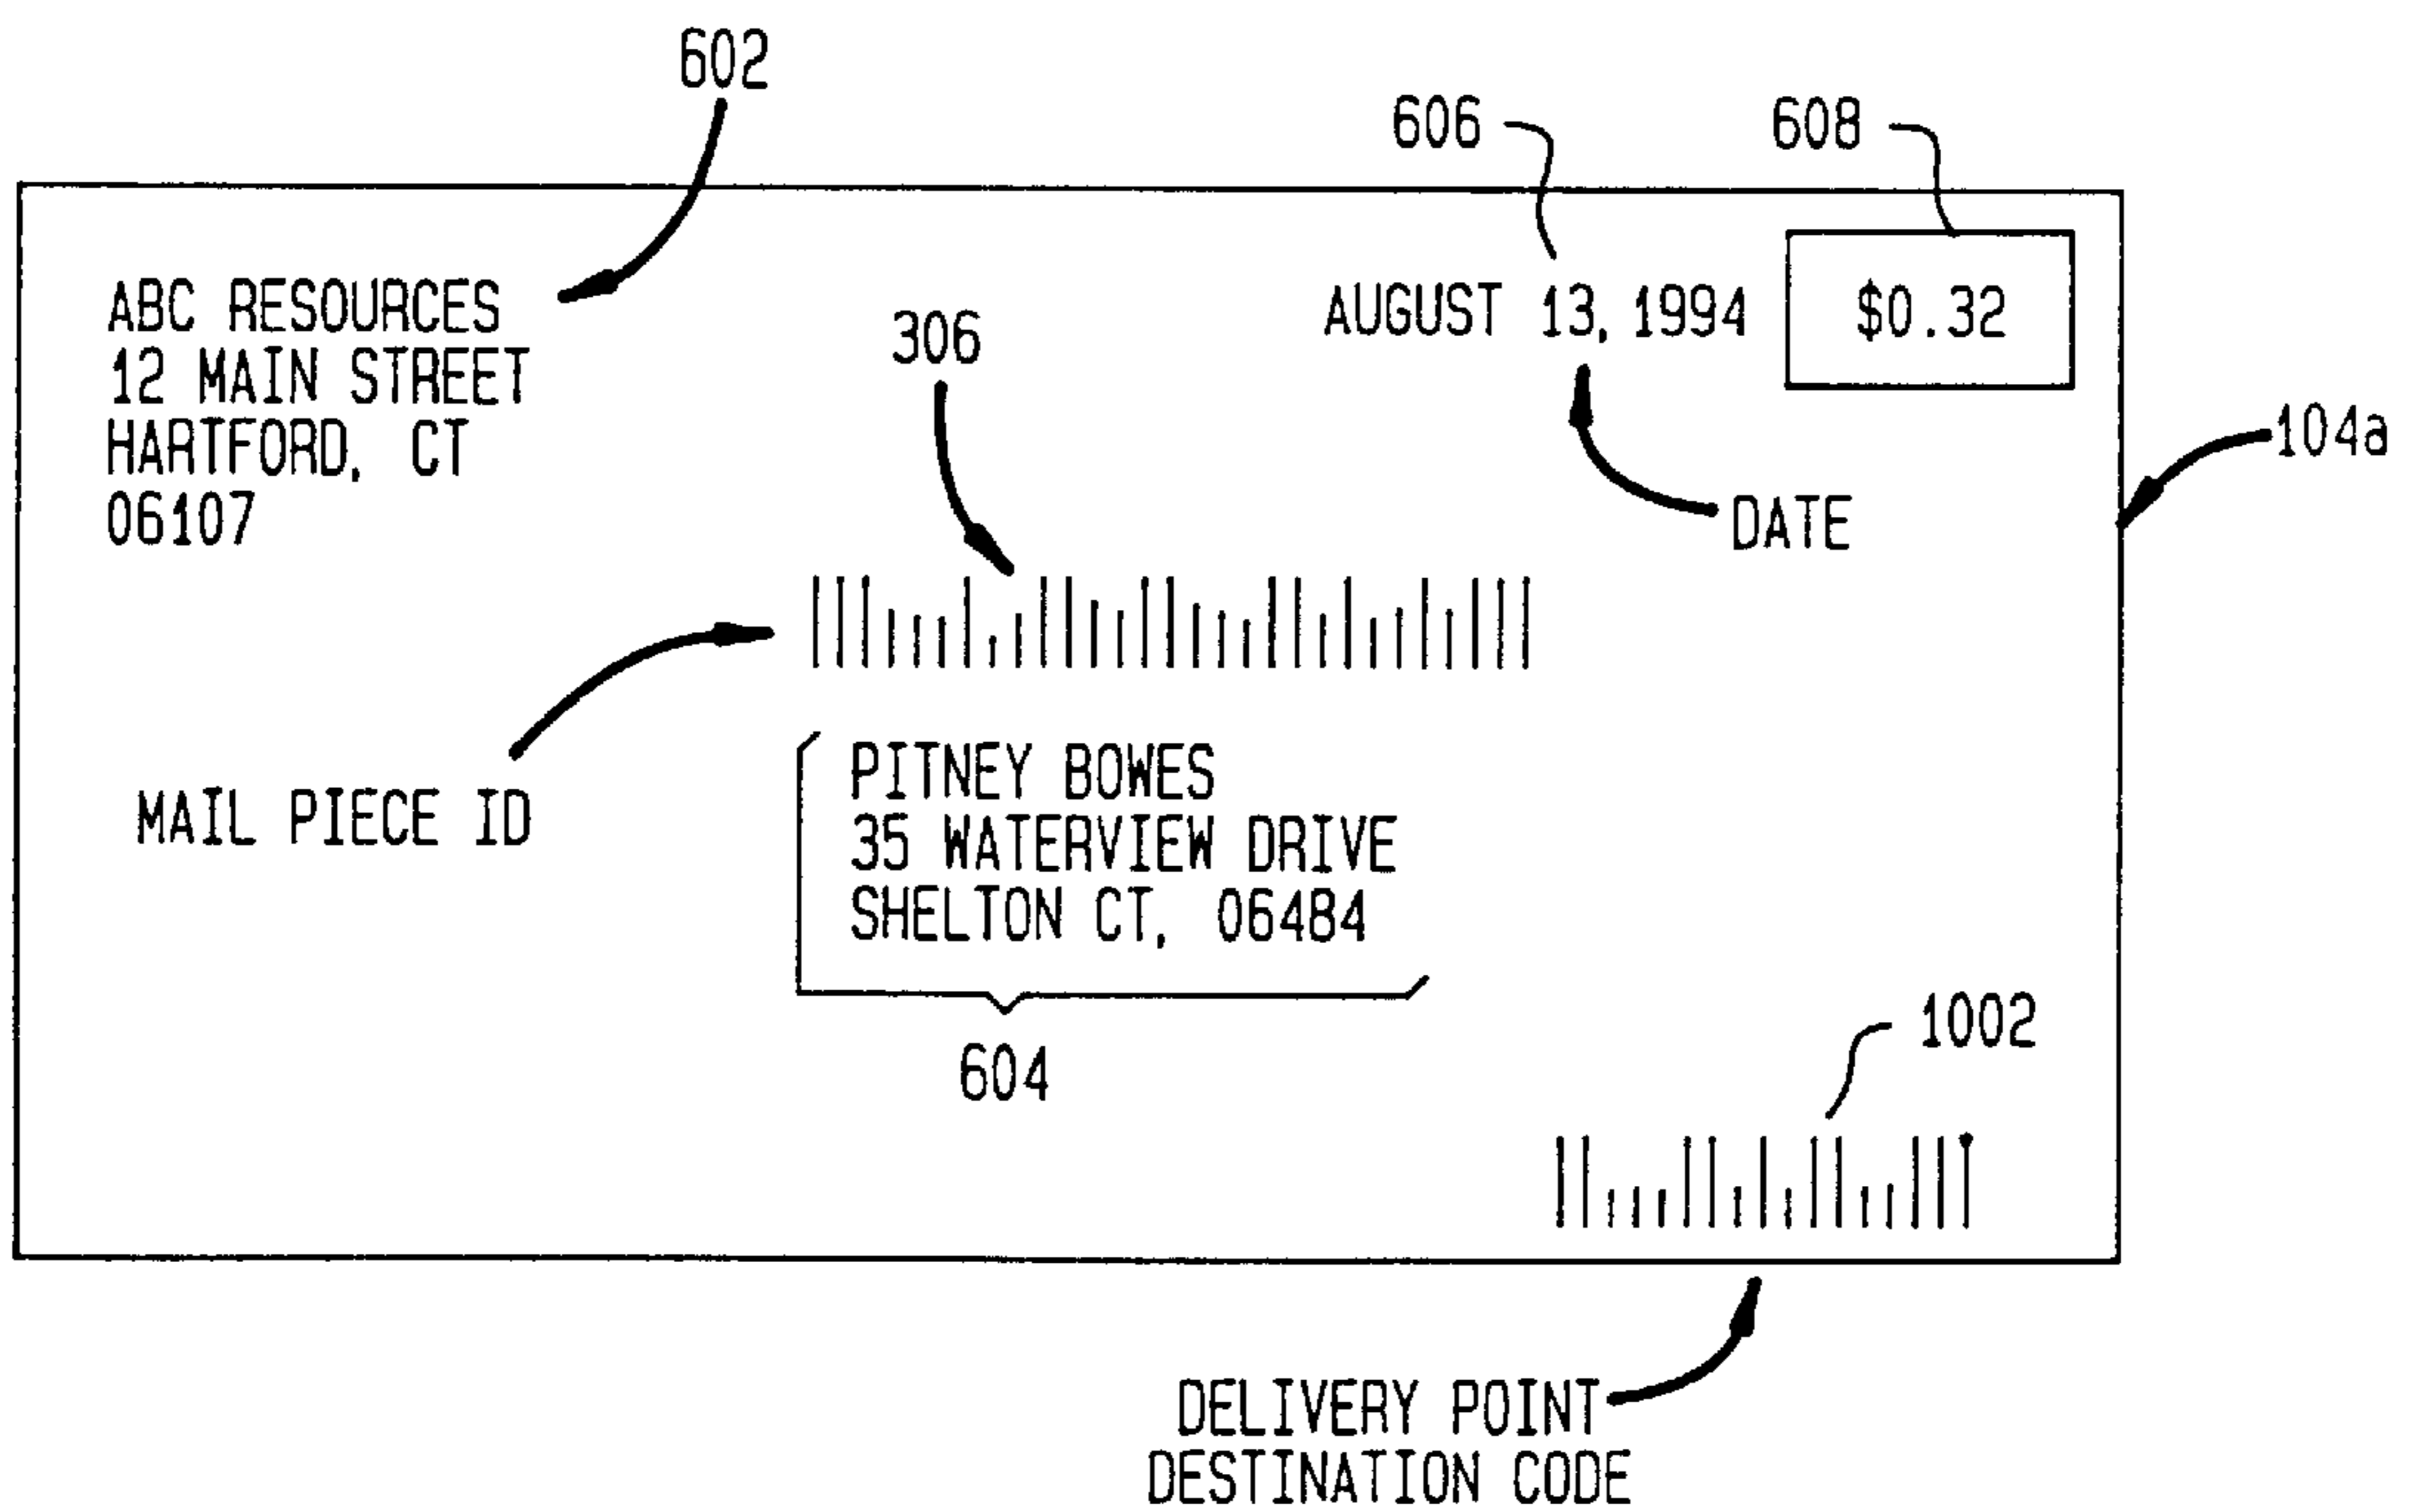 602
606
608
ABC RESOURCES
12 MAIN STREET
HARTFORD, CT
06107
306
AUGUST 13, 1994
$0.32
104a
DATE
MAIL PIECE ID
PITNEY BOWES
35 WATERVIEW DRIVE
SHELTON CT, 06484
604
1002
DELIVERY POINT
DESTINATION CODE